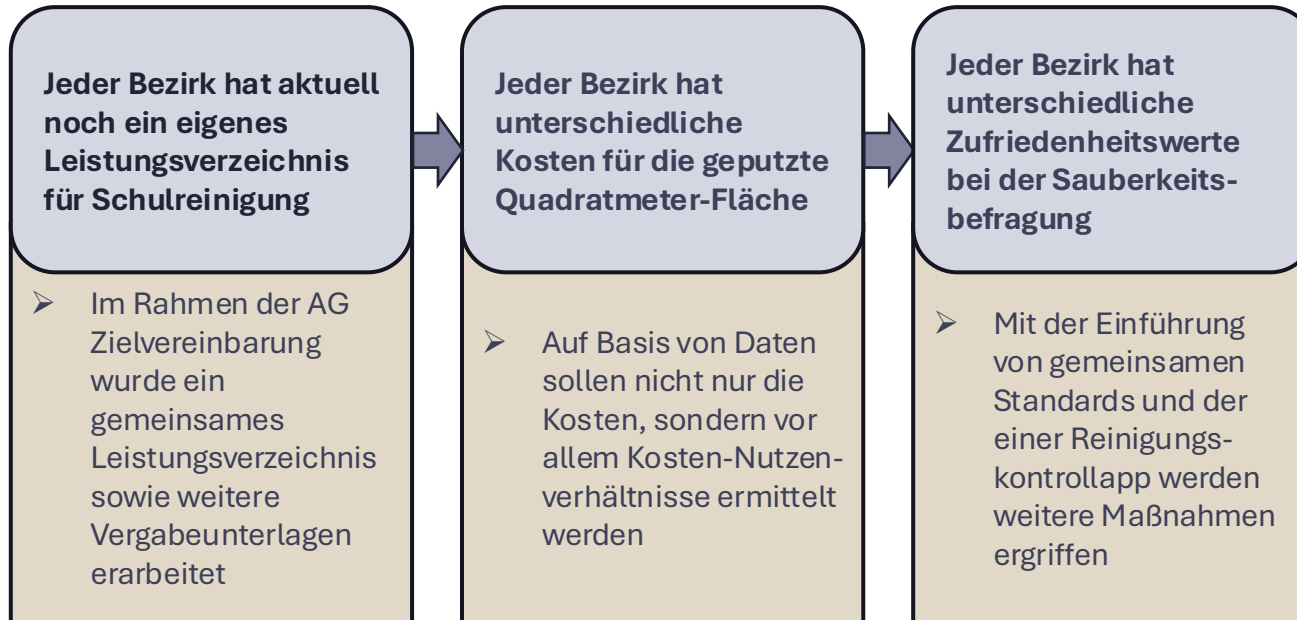 Jeder Bezirk hat aktuell
noch ein eigenes
Leistungsverzeichnis
für Schulreinigung
➢ Im Rahmen der AG
Zielvereinbarung
wurde ein
gemeinsames
Leistungsverzeichnis
sowie weitere
Vergabeunterlagen
erarbeitet
Jeder Bezirk hat
unterschiedliche
Kosten für die geputzte
Quadratmeter-Fläche
➢ Auf Basis von Daten
sollen nicht nur die
Kosten, sondern vor
allem Kosten-Nutzen-
verhältnisse ermittelt
werden
Jeder Bezirk hat
unterschiedliche
Zufriedenheitswerte
bei der Sauberkeits-
befragung
➢ Mit der Einführung
von gemeinsamen
Standards und der
einer Reinigungs-
kontrollapp werden
weitere Maßnahmen
ergriffen